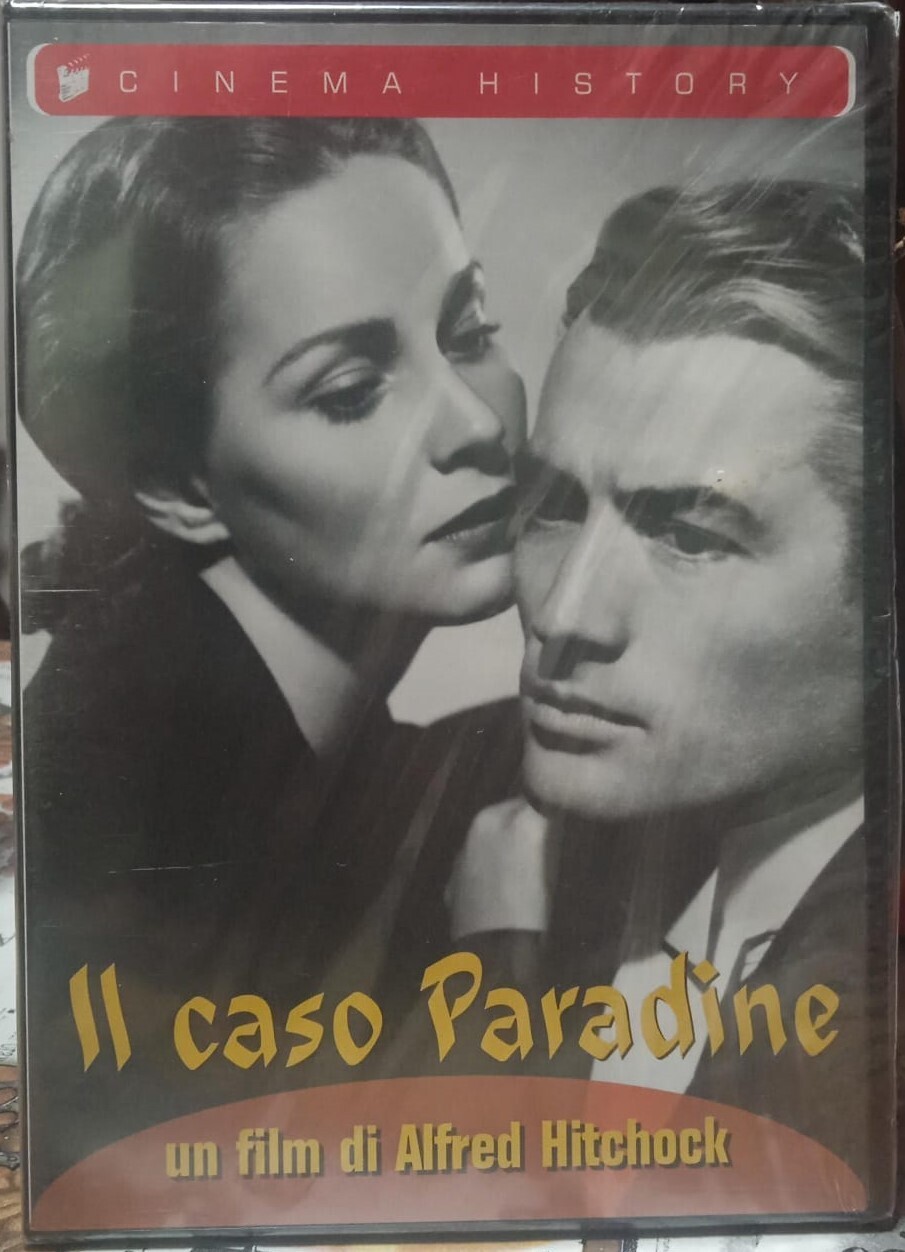 CINEMA HISTORY
Il caso Paradine
un film di Alfred Hitchock